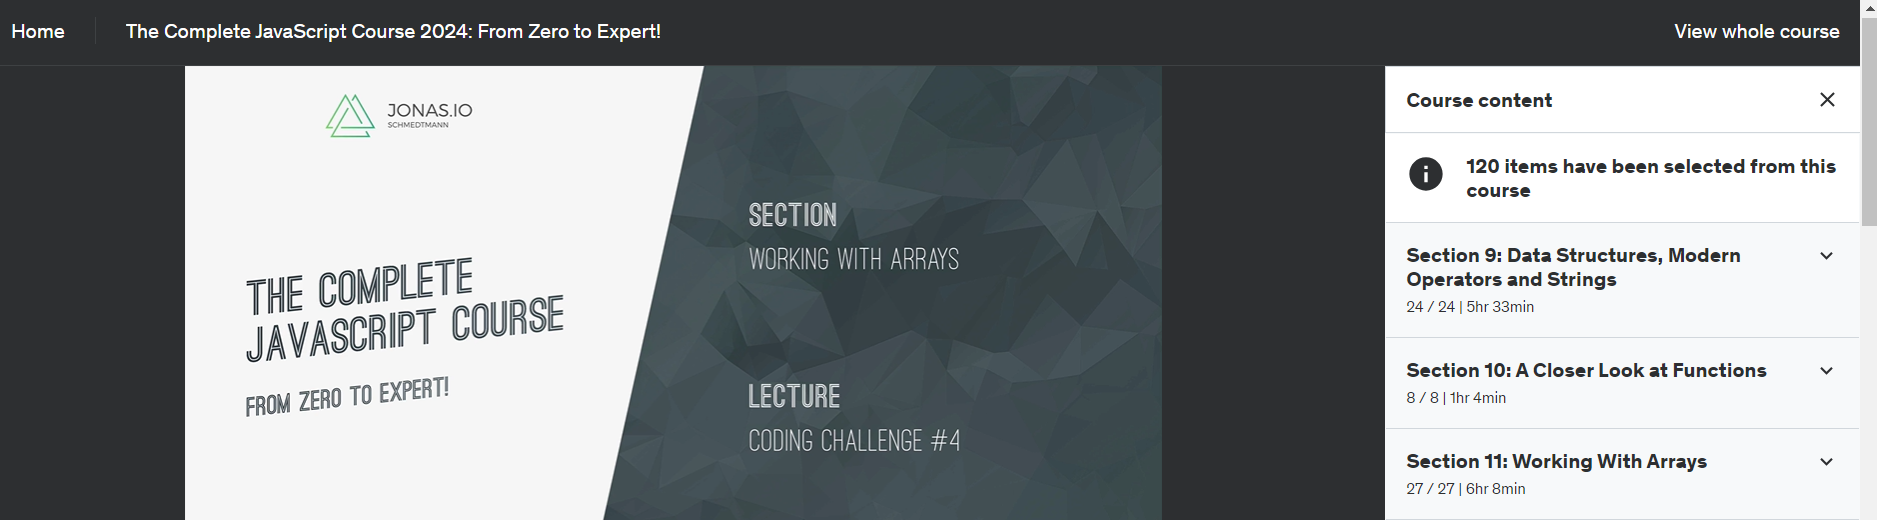 Home
The Complete JavaScript Course 2024: From Zero to Expert!
View whole course
JONAS.IO
SCHMEDTMANN
THE COMPLETE
JAVASCRIPT COURSE
FROM ZERO TO EXPERT!
SECTION
WORKING WITH ARRAYS
LECTURE
CODING CHALLENGE #4
Course content
120 items have been selected from this
course
Section 9: Data Structures, Modern
Operators and Strings
24 / 24 | 5hr 33min
Section 10: A Closer Look at Functions
8 / 8 | 1hr 4min
Section 11: Working With Arrays
27 / 27 | 6hr 8min